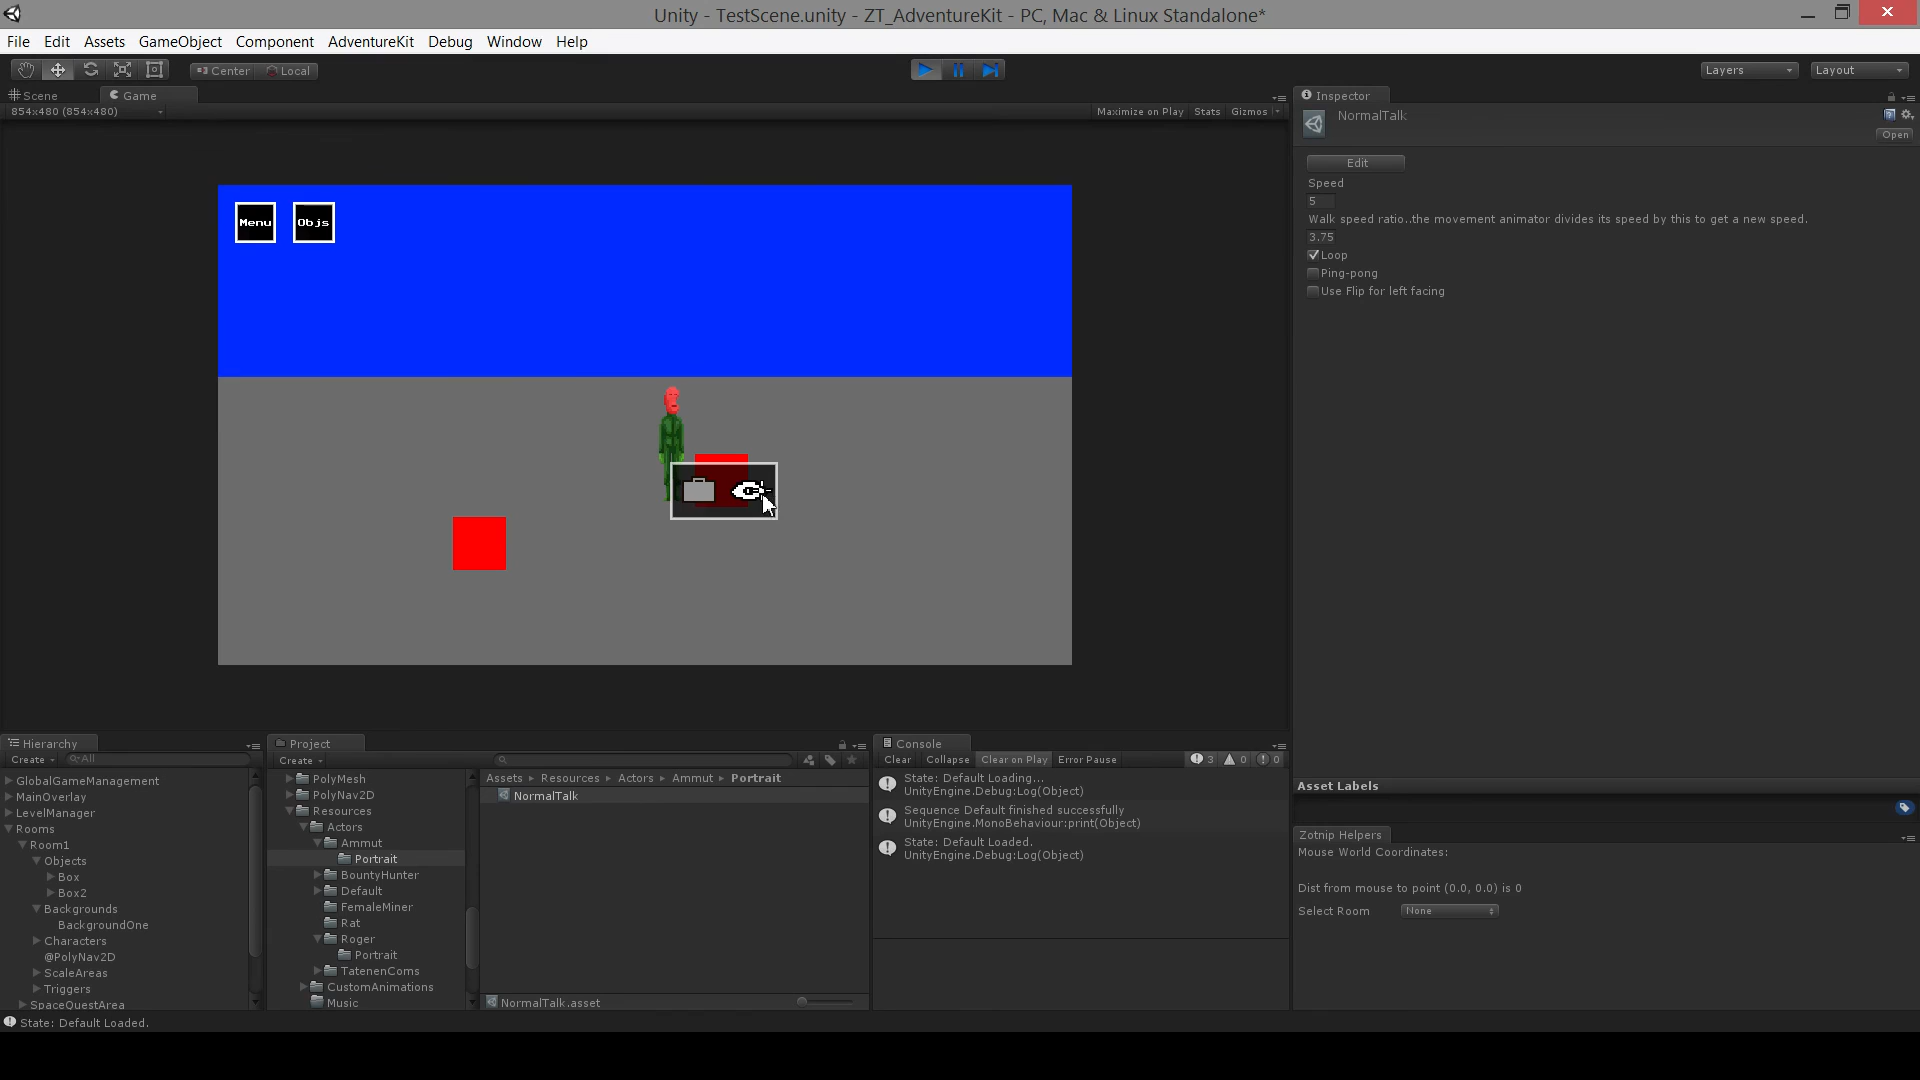 Unity - TestScene.unity - ZT_AdventureKit - PC, Mac & Linux Standalone*
File Edit Assets GameObject Component AdventureKit Debug Window Help
Center Local
Layers Layout
Scene Game
854x480 (854x480) Maximize on Play Stats Gizmos
Menu Objs
Inspector
NormalTalk
Open
Edit
Speed
5
Walk speed ratio..the movement animator divides its speed by this to get a new speed.
3.75
Loop
Ping-pong
Use Flip for left facing
Hierarchy
Create All
GlobalGameManagement
MainOverlay
LevelManager
Rooms
Room1
Objects
Box
Box2
Backgrounds
BackgroundOne
Characters
@PolyNav2D
ScaleAreas
Triggers
SpaceQuestArea
Project
Create
PolyMesh
PolyNav2D
Resources
Actors
Ammut
Portrait
BountyHunter
Default
FemaleMiner
Rat
Roger
Portrait
TatenenComs
CustomAnimations
Music
Assets Resources Actors Ammut Portrait
NormalTalk
NormalTalk.asset
Console
Clear Collapse Clear on Play Error Pause 3 0 0
State: Default Loading...
UnityEngine.Debug:Log(Object)
Sequence Default finished successfully
UnityEngine.MonoBehaviour:print(Object)
State: Default Loaded.
UnityEngine.Debug:Log(Object)
Asset Labels
Zotnip Helpers
Mouse World Coordinates:
Dist from mouse to point (0.0, 0.0) is 0
Select Room None
State: Default Loaded.